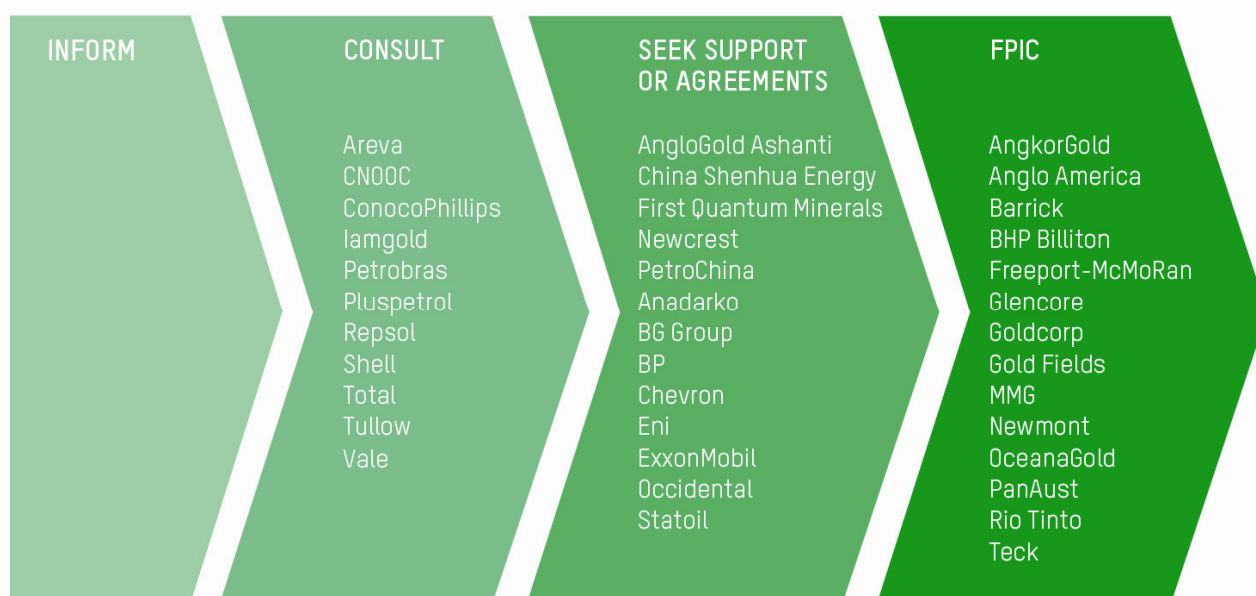 INFORM
CONSULT
Areva
CNOOC
ConocoPhillips
Iamgold
Petrobras
Pluspetrol
Repsol
Shell
Total
Tullow
Vale
SEEK SUPPORT
OR AGREEMENTS
AngloGold Ashanti
China Shenhua Energy
First Quantum Minerals
Newcrest
PetroChina
Anadarko
BG Group
BP
Chevron
Eni
ExxonMobil
Occidental
Statoil
FPIC
AngkorGold
Anglo America
Barrick
BHP Billiton
Freeport-McMoRan
Glencore
Goldcorp
Gold Fields
MMG
Newmont
OceanaGold
PanAust
Rio Tinto
Teck